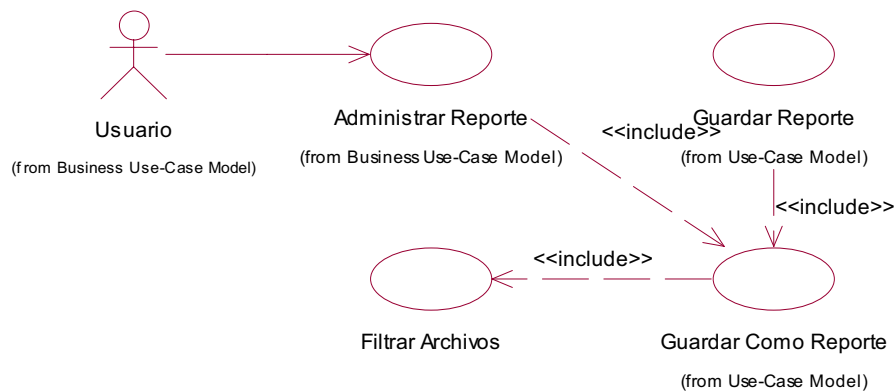 Usuario
(from Business Use-Case Model)
Administrar Reporte
(from Business Use-Case Model)
<<include>>
Guardar Reporte
(from Use-Case Model)
<<include>>
<<include>>
Filtrar Archivos
Guardar Como Reporte
(from Use-Case Model)